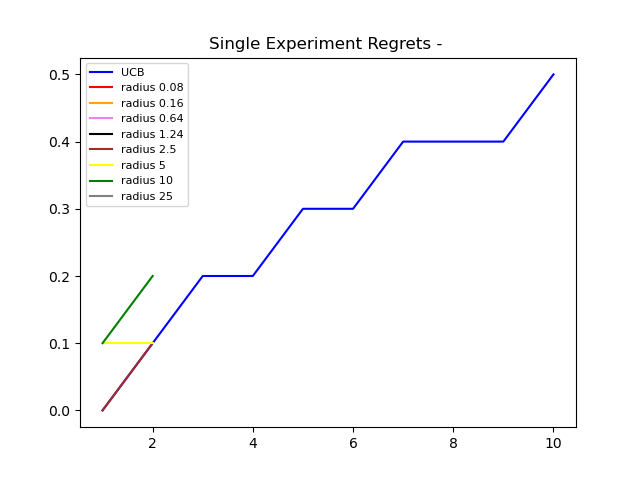 Single Experiment Regrets -
0.5
0.4
0.3
0.2
0.1
0.0
UCB
radius 0.08
radius 0.16
radius 0.64
radius 1.24
radius 2.5
radius 5
radius 10
radius 25
2 4 6 8 10